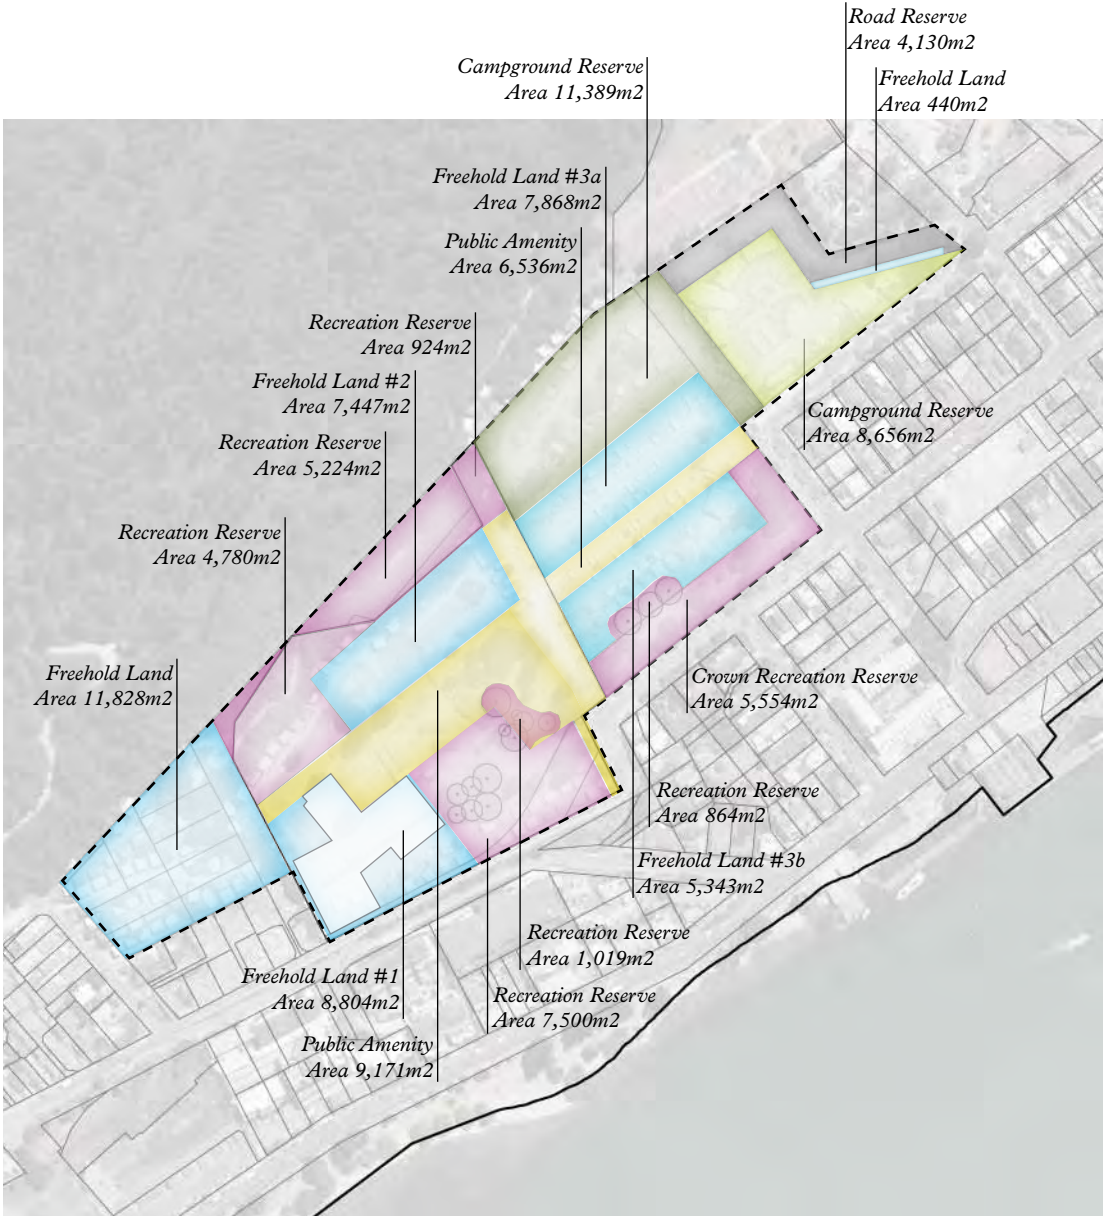 Road Reserve
Area 4,130m2
Campground Reserve
Area 11,389m2
Freehold Land
Area 440m2
Freehold Land #3a
Area 7,868m2
Public Amenity
Area 6,536m2
Recreation Reserve
Area 924m2
Freehold Land #2
Area 7,447m2
Campground Reserve
Area 8,656m2
Recreation Reserve
Area 5,224m2
Recreation Reserve
Area 4,780m2
Freehold Land
Area 11,828m2
Crown Recreation Reserve
Area 5,554m2
Recreation Reserve
Area 864m2
Freehold Land #3b
Area 5,343m2
Recreation Reserve
Area 1,019m2
Freehold Land #1
Area 8,804m2
Recreation Reserve
Area 7,500m2
Public Amenity
Area 9,171m2